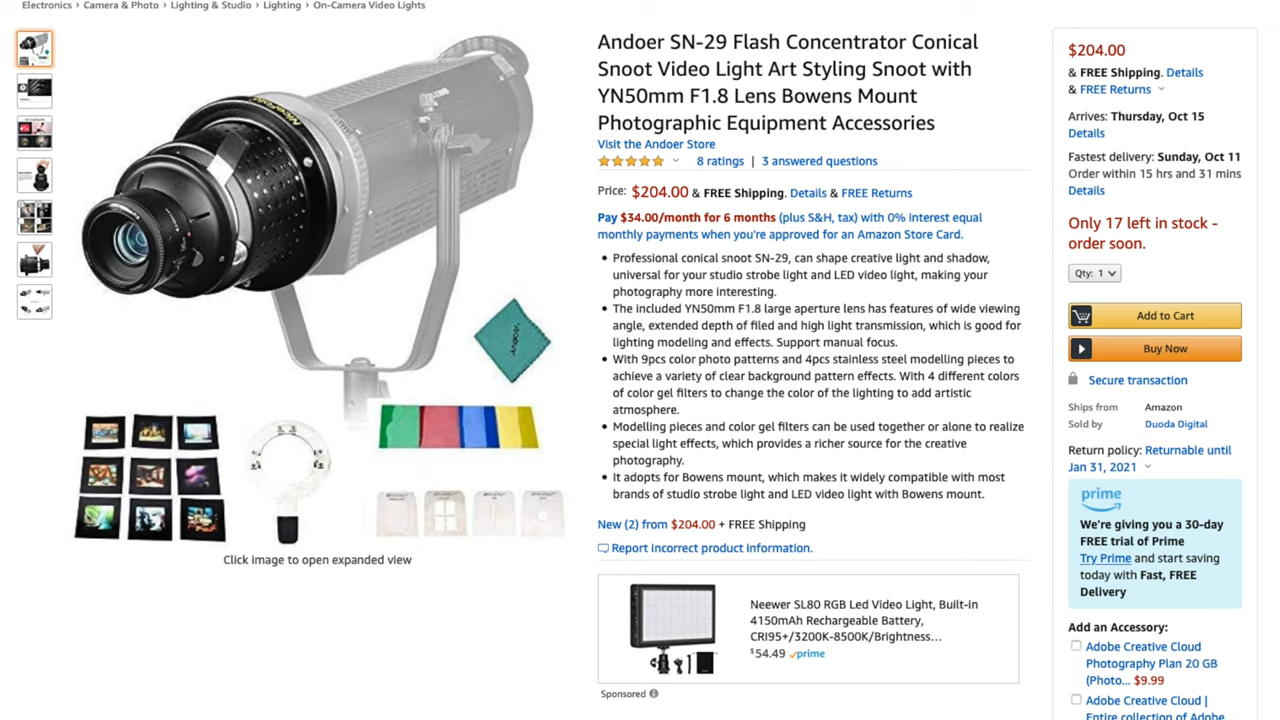 Electronics › Camera & Photo › Lighting & Studio › Lighting › On-Camera Video Lights
Andoer SN-29 Flash Concentrator Conical
Snoot Video Light Art Styling Snoot with
YN50mm F1.8 Lens Bowens Mount
Photographic Equipment Accessories
Visit the Andoer Store
8 ratings | 3 answered questions
Price: $204.00 & FREE Shipping. Details & FREE Returns
Pay $34.00/month for 6 months (plus S&H, tax) with 0% interest equal
monthly payments when you're approved for an Amazon Store Card.
• Professional conical snoot SN-29, can shape creative light and shadow,
universal for your studio strobe light and LED video light, making your
photography more interesting.
• The included YN50mm F1.8 large aperture lens has features of wide viewing
angle, extended depth of filed and high light transmission, which is good for
lighting modeling and effects. Support manual focus.
• With 9pcs color photo patterns and 4pcs stainless steel modelling pieces to
achieve a variety of clear background pattern effects. With 4 different colors
of color gel filters to change the color of the lighting to add artistic
atmosphere.
• Modelling pieces and color gel filters can be used together or alone to realize
special light effects, which provides a richer source for the creative
photography.
• It adopts for Bowens mount, which makes it widely compatible with most
brands of studio strobe light and LED video light with Bowens mount.
New (2) from $204.00 + FREE Shipping
Report incorrect product information.
Neewer SL80 RGB Led Video Light, Built-in
4150mAh Rechargeable Battery,
CRI95+/3200K-8500K/Brightness...
$54.49 prime
Sponsored
Andoer
Click image to open expanded view
$204.00
& FREE Shipping. Details
& FREE Returns
Arrives: Thursday, Oct 15
Details
Fastest delivery: Sunday, Oct 11
Order within 15 hrs and 31 mins
Details
Only 17 left in stock -
order soon.
Qty: 1
Add to Cart
Buy Now
Secure transaction
Ships from Amazon
Sold by Duoda Digital
Return policy: Returnable until
Jan 31, 2021
prime
We're giving you a 30-day
FREE trial of Prime
Try Prime and start saving
today with Fast, FREE
Delivery
Add an Accessory:
Adobe Creative Cloud
Photography Plan 20 GB
(Photo... $9.99
Adobe Creative Cloud |
Entire collection of Adobe...